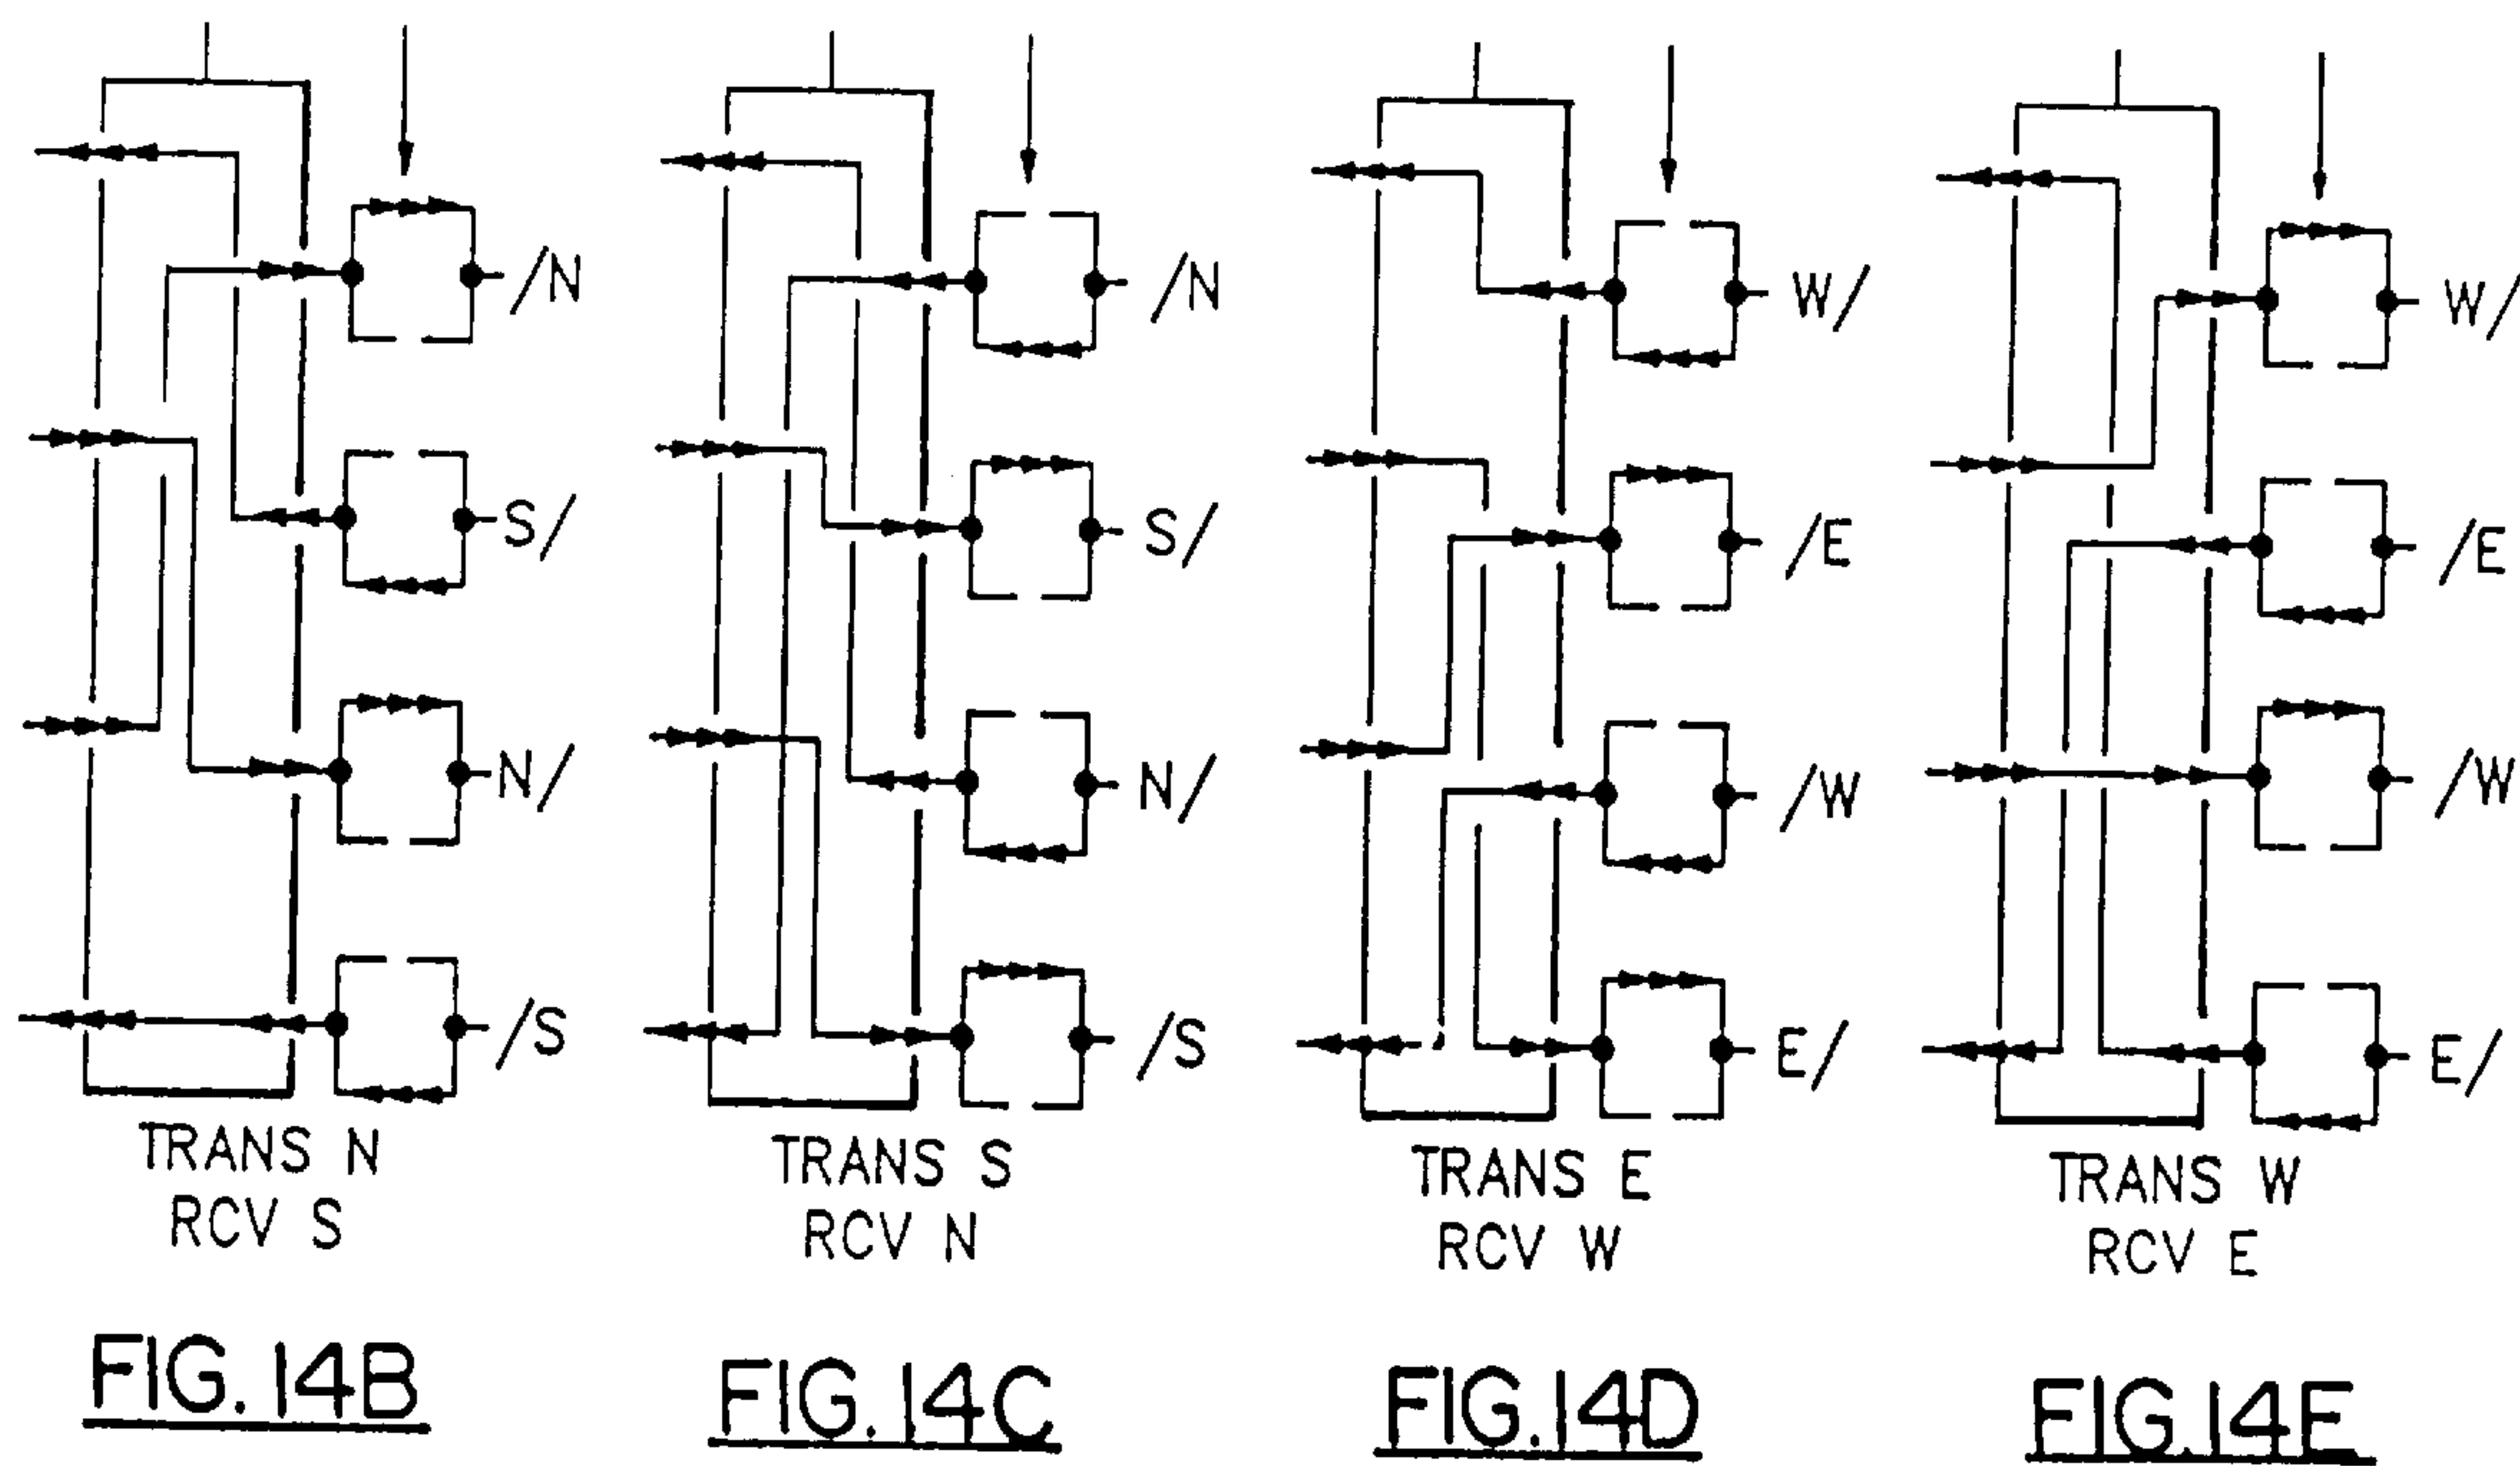 /N
S/
N/
/S
TRANS N
RCV S
FIG.14B
/N
S/
N/
/S
TRANS S
RCV N
FIG.14C
W/
/E
/W
E/
TRANS E
RCV W
FIG.14D
W/
/E
/W
E/
TRANS W
RCV E
FIG.14E